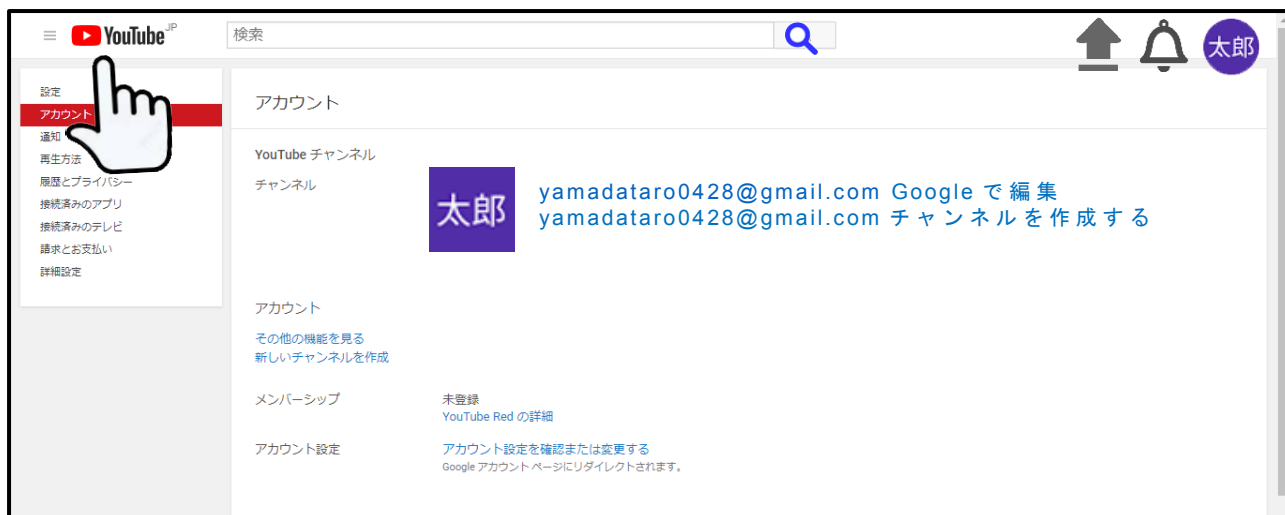 YouTube JP
検索
太郎
設定
アカウント
通知
再生方法
履歴とプライバシー
接続済みのアプリ
接続済みのテレビ
請求とお支払い
詳細設定
アカウント
YouTube チャンネル
チャンネル
太郎
yamadataro0428@gmail.com Google で編集
yamadataro0428@gmail.com チャンネルを作成する
アカウント
その他の機能を見る
新しいチャンネルを作成
メンバーシップ
未登録
YouTube Red の詳細
アカウント設定
アカウント設定を確認または変更する
Google アカウント ページにリダイレクトされます。